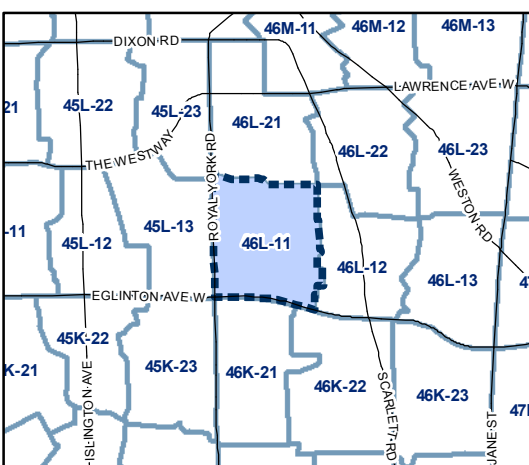 46M-11
46M-12
46M-13
DIXON RD
LAWRENCE AVE W
21
45L-22
45L-23
46L-21
46L-22
46L-23
THE WESTWAY
ROYAL YORK RD
WESTON RD
-11
45L-12
45L-13
46L-11
46L-12
46L-13
47
EGLINTON AVE W
45K-22
K-21
45K-23
46K-21
46K-22
46K-23
47
ISLINGTON AVE
SCARLETT RD
JANE ST